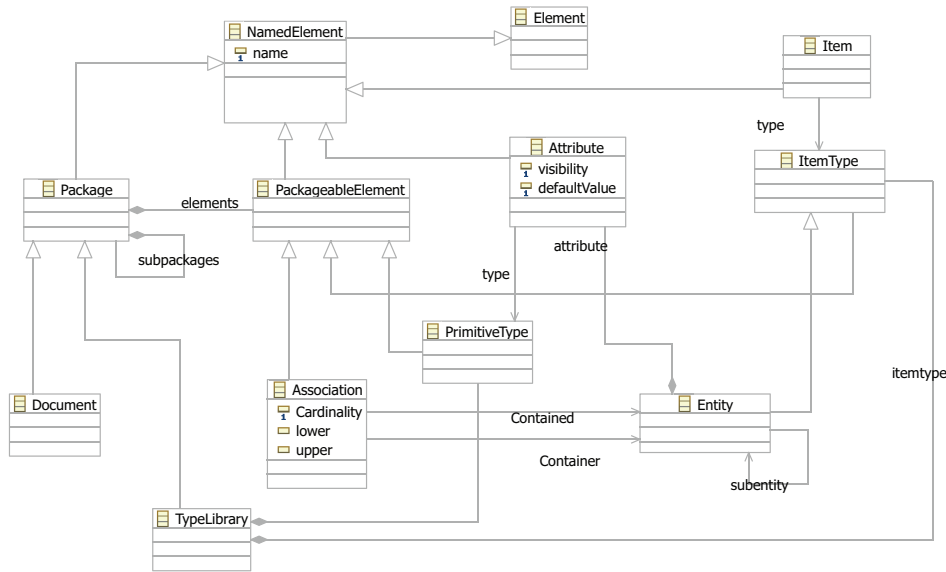 Element
NamedElement
name
Item
type
Attribute
visibility
defaultValue
ItemType
Package
elements
PackageableElement
attribute
subpackages
type
PrimitiveType
itemtype
Association
Cardinality
lower
upper
Document
Contained
Entity
Container
subentity
TypeLibrary